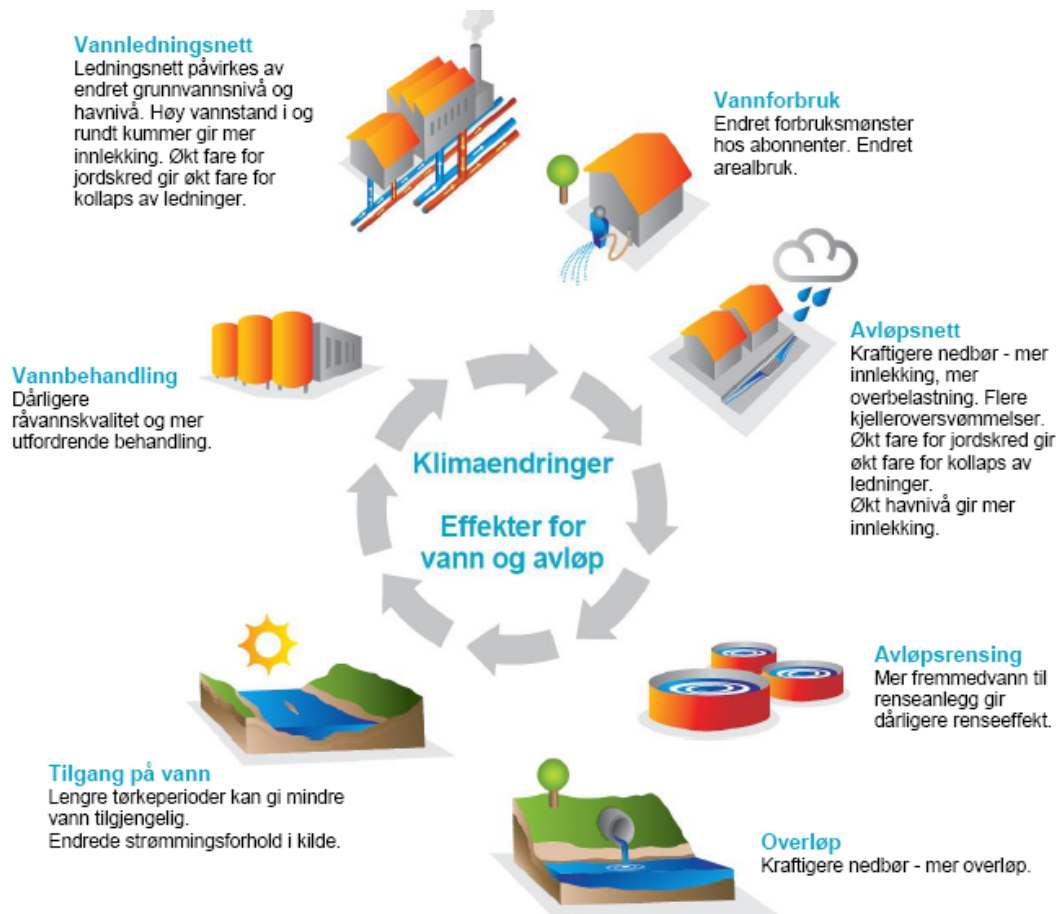 Vannledningsnett
Ledningsnett påvirkes av
endret grunnvannsnivå og
havnivå. Høy vannstand i og
rundt kummer gir mer
innlekking. Økt fare for
jordskred gir økt fare for
kollaps av ledninger.
Vannforbruk
Endret forbruksmønster
hos abonnenter. Endret
arealbruk.
Avløpsnett
Kraftigere nedbør - mer
innlekking, mer
overbelastning. Flere
kjelleroversvømmelser.
Økt fare for jordskred gir
økt fare for kollaps av
ledninger.
Økt havnivå gir mer
innlekking.
Vannbehandling
Dårligere
råvannskvalitet og mer
utfordrende behandling.
Klimaendringer
Effekter for
vann og avløp
Avløpsrensing
Mer fremmedvann til
renseanlegg gir
dårligere renseeffekt.
Tilgang på vann
Lengre tørkeperioder kan gi mindre
vann tilgjengelig.
Endrede strømmingsforhold i kilde.
Overløp
Kraftigere nedbør - mer overløp.